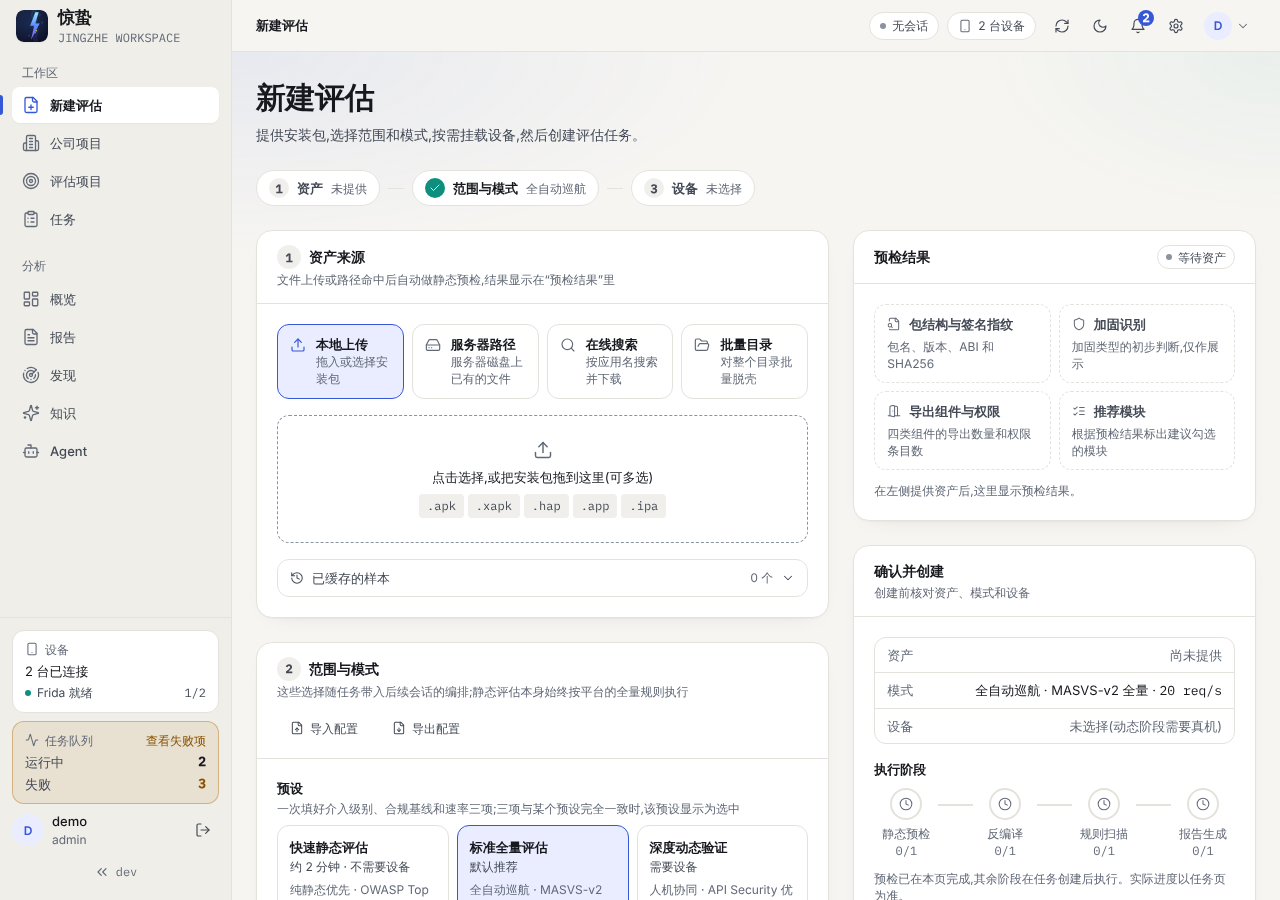 惊蛰
JINGZHE WORKSPACE
工作区
新建评估
公司项目
评估项目
任务
分析
概览
报告
发现
知识
Agent
设备
2 台已连接
Frida 就绪 1/2
任务队列 查看失败项
运行中 2
失败 3
D demo
admin
dev
新建评估 无会话 2 台设备 2 D
新建评估
提供安装包,选择范围和模式,按需挂载设备,然后创建评估任务。
1 资产 未提供 范围与模式 全自动巡航 3 设备 未选择
1 资产来源
文件上传或路径命中后自动做静态预检,结果显示在“预检结果”里
本地上传
拖入或选择安
装包
服务器路径
服务器磁盘上
已有的文件
在线搜索
按应用名搜索
并下载
批量目录
对整个目录批
量脱壳
点击选择,或把安装包拖到这里(可多选)
.apk .xapk .hap .app .ipa
已缓存的样本 0 个
2 范围与模式
这些选择随任务带入后续会话的编排;静态评估本身始终按平台的全量规则执行
导入配置 导出配置
预设
一次填好介入级别、合规基线和速率三项;三项与某个预设完全一致时,该预设显示为选中
快速静态评估
约 2 分钟 · 不需要设备
纯静态优先 · OWASP Top
标准全量评估
默认推荐
全自动巡航 · MASVS-v2
深度动态验证
需要设备
人机协同 · API Security 优
预检结果 等待资产
包结构与签名指纹
包名、版本、ABI 和
SHA256
加固识别
加固类型的初步判断,仅作展
示
导出组件与权限
四类组件的导出数量和权限
条目数
推荐模块
根据预检结果标出建议勾选
的模块
在左侧提供资产后,这里显示预检结果。
确认并创建
创建前核对资产、模式和设备
资产 尚未提供
模式 全自动巡航 · MASVS-v2 全量 · 20 req/s
设备 未选择(动态阶段需要真机)
执行阶段
静态预检 反编译 规则扫描 报告生成
0/1 0/1 0/1 0/1
预检已在本页完成,其余阶段在任务创建后执行。实际进度以任务页
为准。